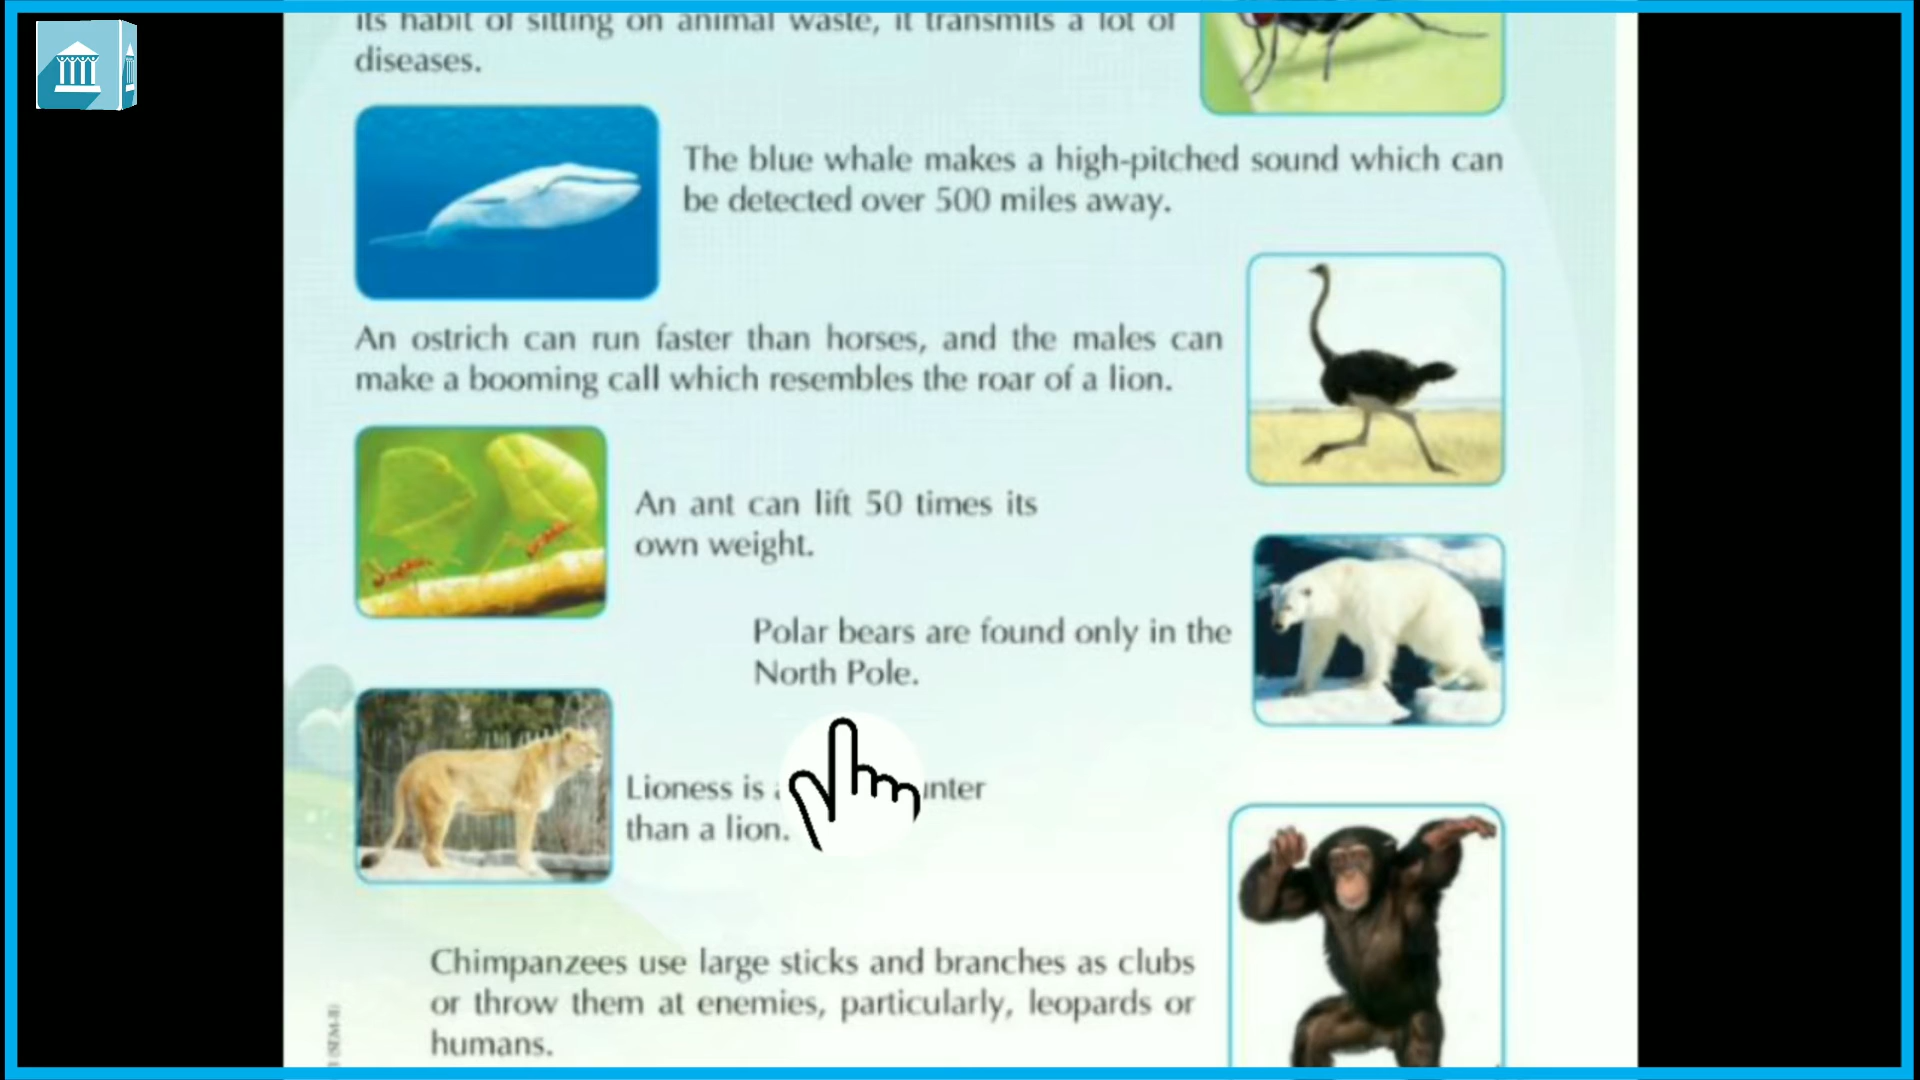 its habit of sitting on animal waste, it transmits a lot of
diseases.
The blue whale makes a high-pitched sound which can
be detected over 500 miles away.
An ostrich can run faster than horses, and the males can
make a booming call which resembles the roar of a lion.
An ant can lift 50 times its
own weight.
Polar bears are found only in the
North Pole.
Lioness is
than a lion.
Chimpanzees use large sticks and branches as clubs
or throw them at enemies, particularly, leopards or
humans.
(SEM-II)